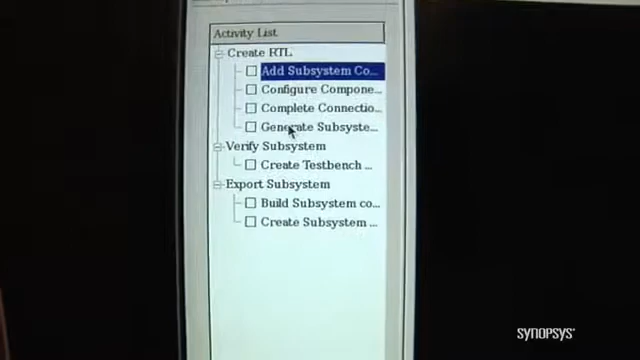 Activity List
Create RTL
Add Subsystem Co...
Configure Compone...
Complete Connectio...
Generate Subsyste...
Verify Subsystem
Create Testbench ...
Export Subsystem
Build Subsystem co...
Create Subsystem ...
SYNOPSYS®